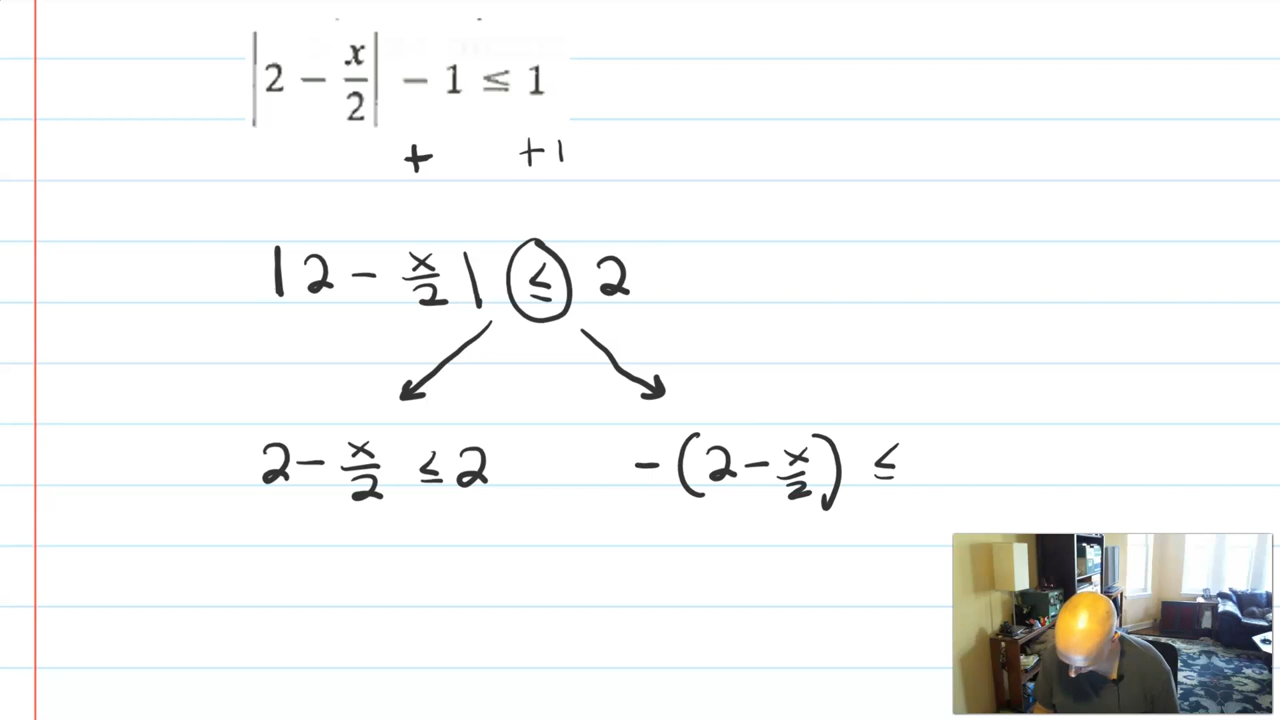 |2 - x/2| - 1 ≤ 1
+ +1
|2 - x/2| ≤ 2
2 - x/2 ≤ 2 -(2 - x/2) ≤